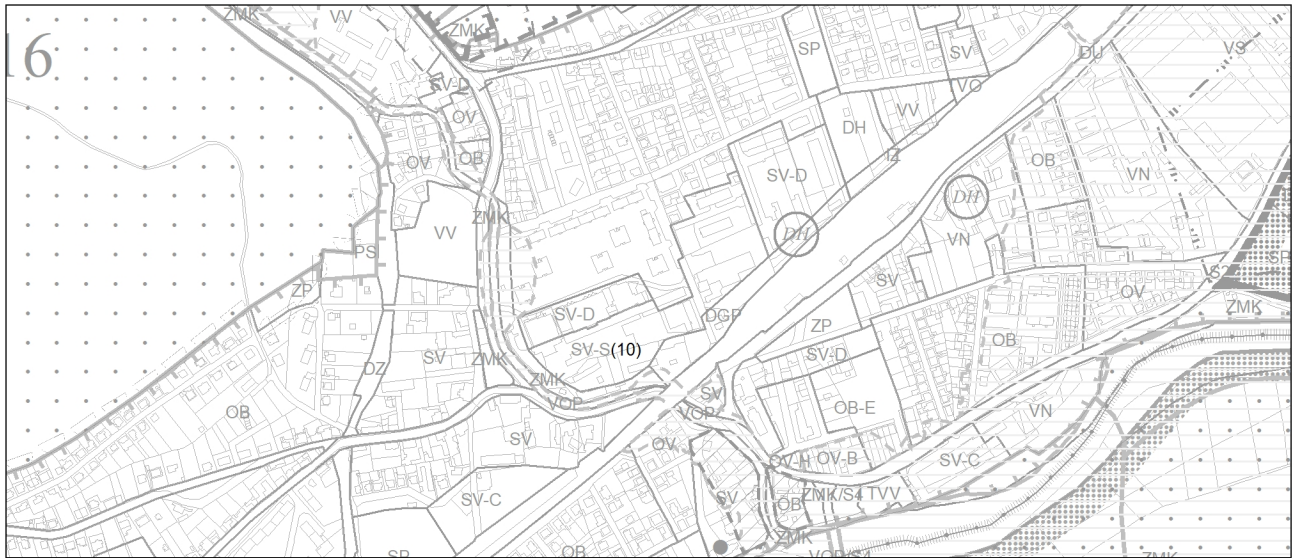 ZMK
VV
ZMK
16
SP
SV
DU
VS
SV-D
OV
VO
VV
DH
IZ
OV
OB
SV-D
OB
VN
ZMK
DH
DH
VV
VN
PS
SP
S2
ZP
SV
OV
ZMK
SV-D
DGP
ZP
SV-S(10)
OB
SV
ZMK
SV-D
DZ
ZMK
SV
OB
VOP
VOP
OB-E
VN
SV
OV
OV-H
OV-B
SV-C
SV-C
SV
OB
ZMK/S4
TVV
ZMK
SP
OB
VOP/S4
ZMK